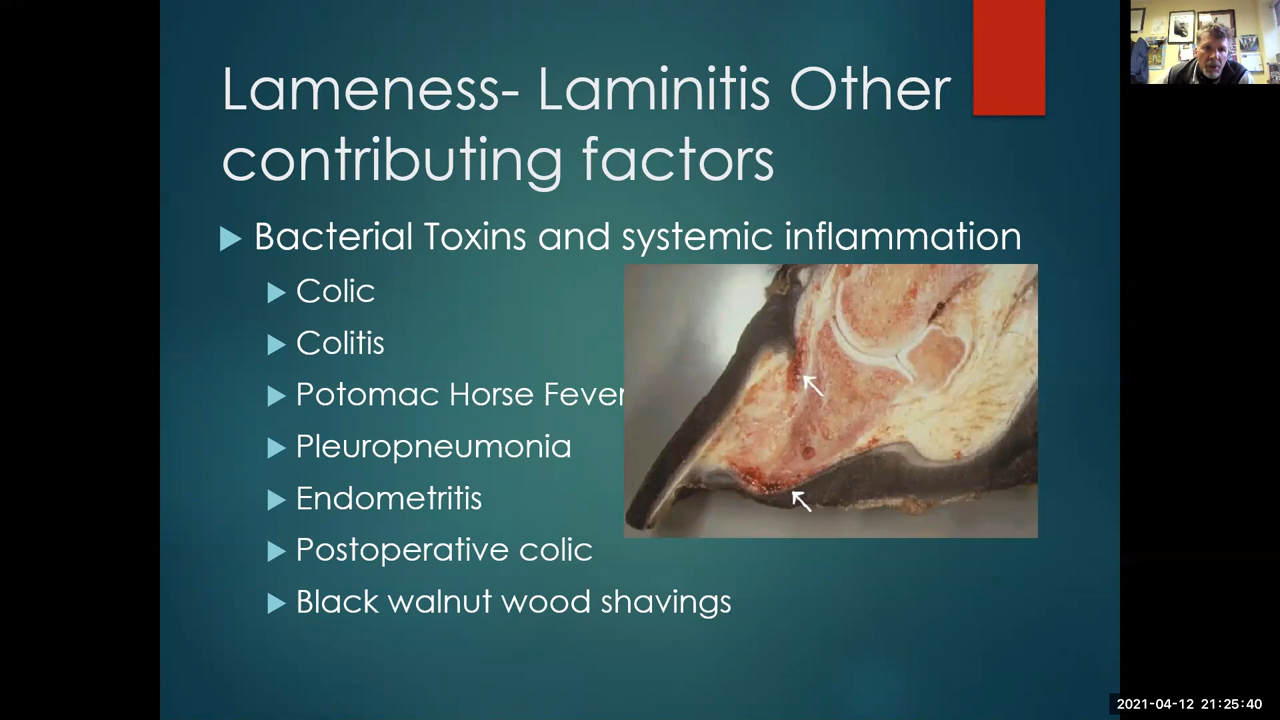 Lameness- Laminitis Other
contributing factors
Bacterial Toxins and systemic inflammation
Colic
Colitis
Potomac Horse Fever
Pleuropneumonia
Endometritis
Postoperative colic
Black walnut wood shavings
2021-04-12 21:25:40